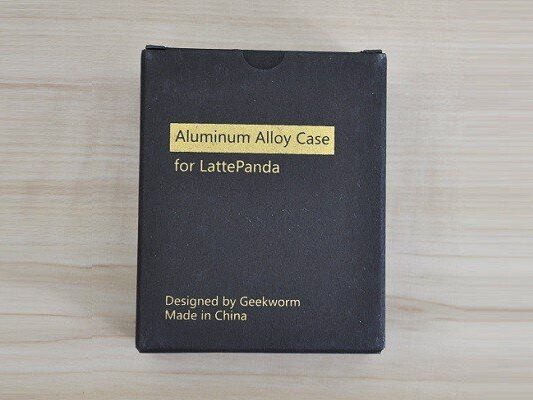 Aluminum Alloy Case
for LattePanda
Designed by Geekworm
Made in China